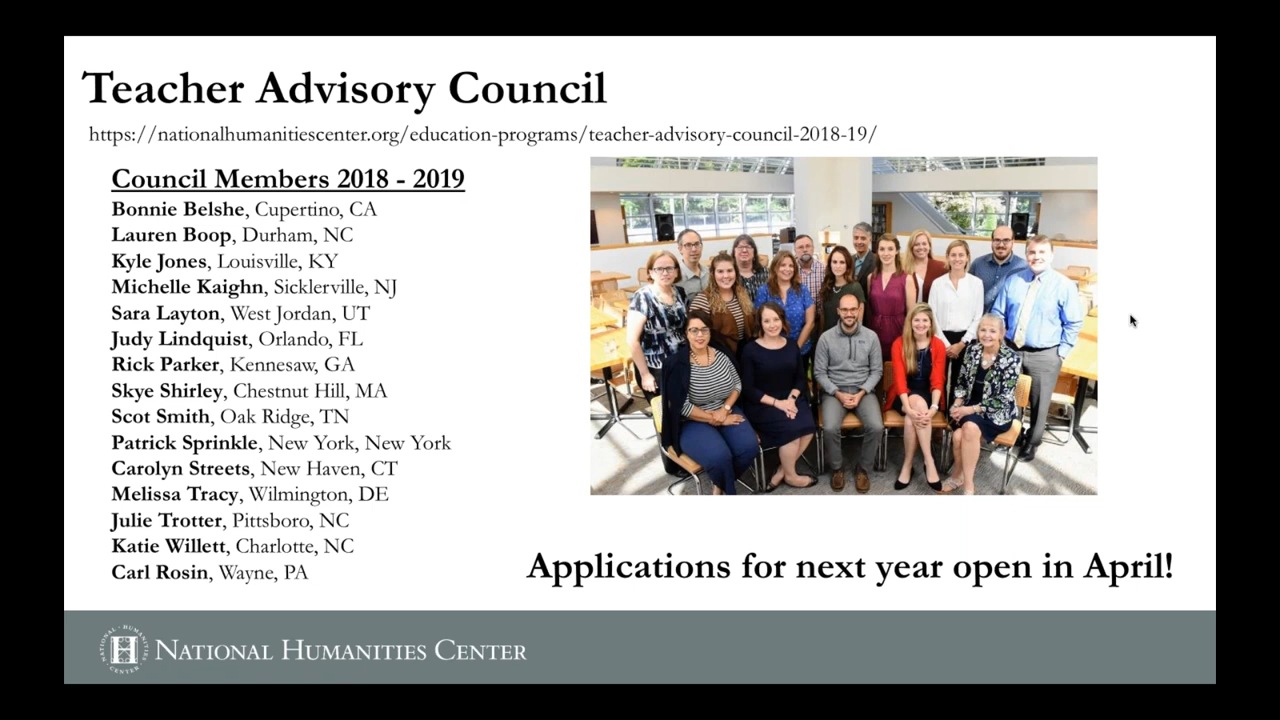 Teacher Advisory Council
https://nationalhumanitiescenter.org/education-programs/teacher-advisory-council-2018-19/
Council Members 2018 - 2019
Bonnie Belshe, Cupertino, CA
Lauren Boop, Durham, NC
Kyle Jones, Louisville, KY
Michelle Kaighn, Sicklerville, NJ
Sara Layton, West Jordan, UT
Judy Lindquist, Orlando, FL
Rick Parker, Kennesaw, GA
Skye Shirley, Chestnut Hill, MA
Scot Smith, Oak Ridge, TN
Patrick Sprinkle, New York, New York
Carolyn Streets, New Haven, CT
Melissa Tracy, Wilmington, DE
Julie Trotter, Pittsboro, NC
Katie Willett, Charlotte, NC
Carl Rosin, Wayne, PA
Applications for next year open in April!
NATIONAL · HUMANITIES · CENTER
NATIONAL HUMANITIES CENTER